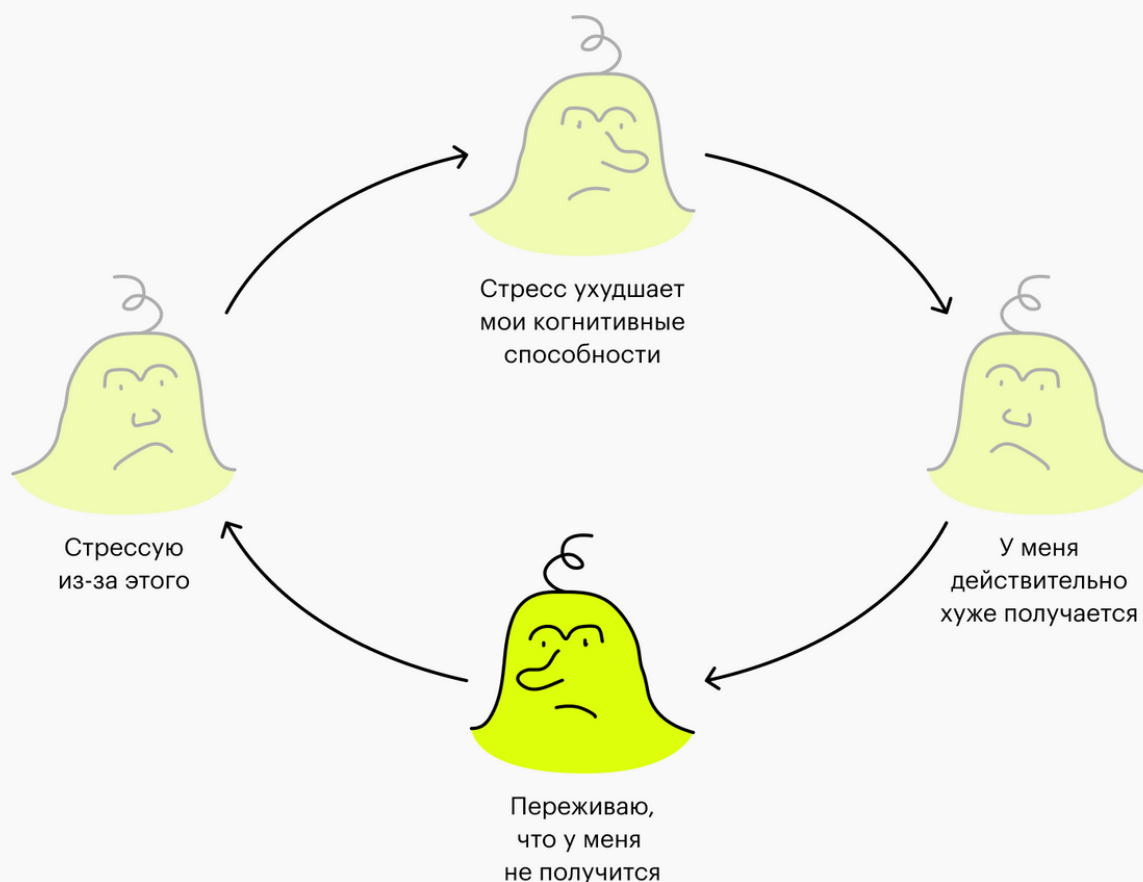 Стресс ухудшает
мои когнитивные
способности
Стрессую
из-за этого
У меня
действительно
хуже получается
Переживаю,
что у меня
не получится